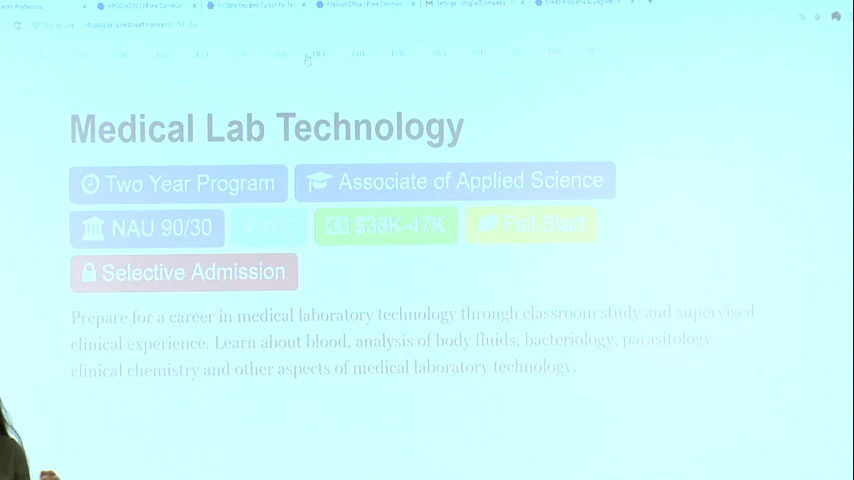 Medical Lab Technology
Two Year Program
Associate of Applied Science
NAU 90/30
WC
$38K-47K
Fall Start
Selective Admission
Prepare for a career in medical laboratory technology through classroom study and supervised
clinical experience. Learn about blood, analysis of body fluids, bacteriology, parasitology,
clinical chemistry and other aspects of medical laboratory technology.